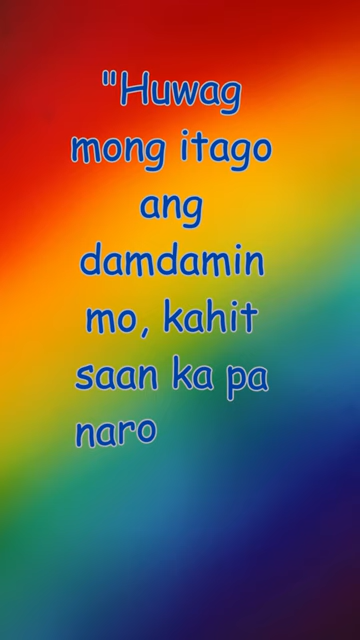 "Huwag
mong itago
ang
damdamin
mo, kahit
saan ka pa
naro